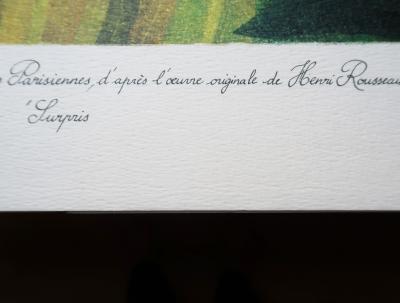 Parisiennes, d'après l'œuvre originale de Henri Rousseau
"Surpris